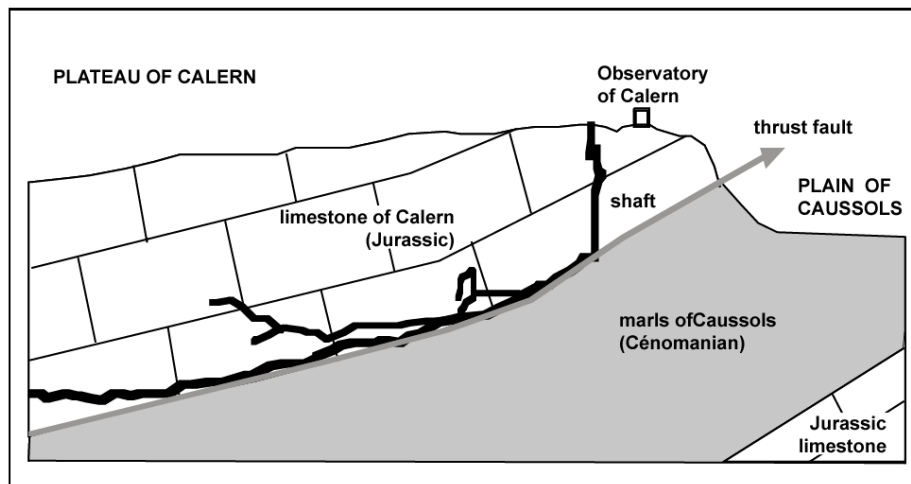 PLATEAU OF CALERN
Observatory
of Calern
thrust fault
PLAIN OF
CAUSSOLS
shaft
limestone of Calern
(Jurassic)
marls ofCaussols
(Cénomanian)
Jurassic
limestone